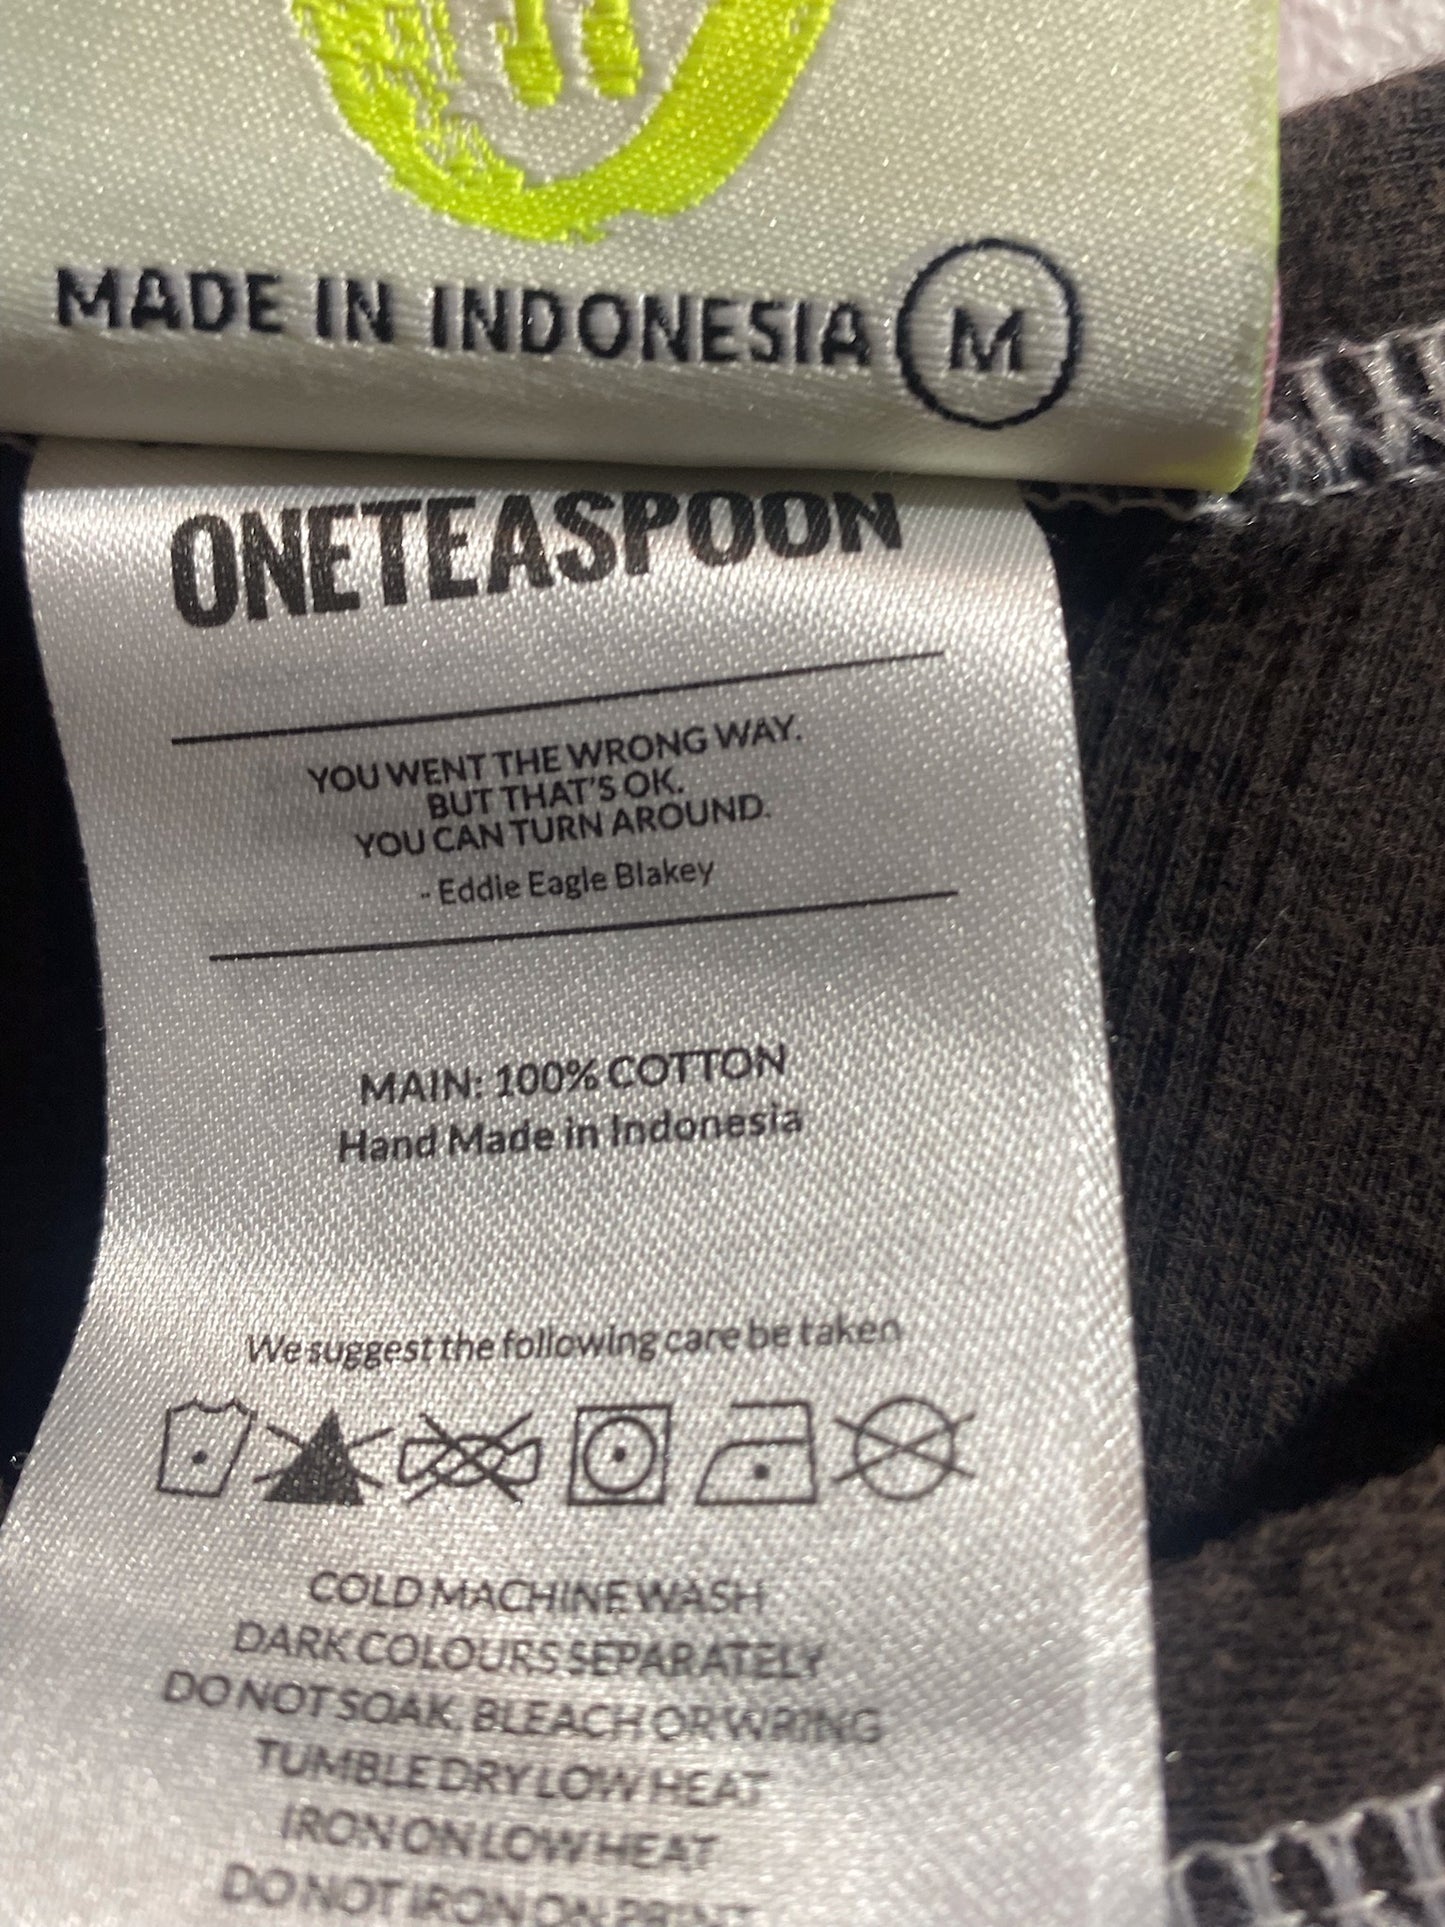 MADE IN INDONESIA M
ONETEASPOON
YOU WENT THE WRONG WAY.
BUT THAT'S OK.
YOU CAN TURN AROUND.
- Eddie Eagle Blakey
MAIN: 100% COTTON
Hand Made in Indonesia
We suggest the following care be taken
COLD MACHINE WASH
DARK COLOURS SEPARATELY
DO NOT SOAK, BLEACH OR WRING
TUMBLE DRY LOW HEAT
IRON ON LOW HEAT
DO NOT IRON ON PRINT